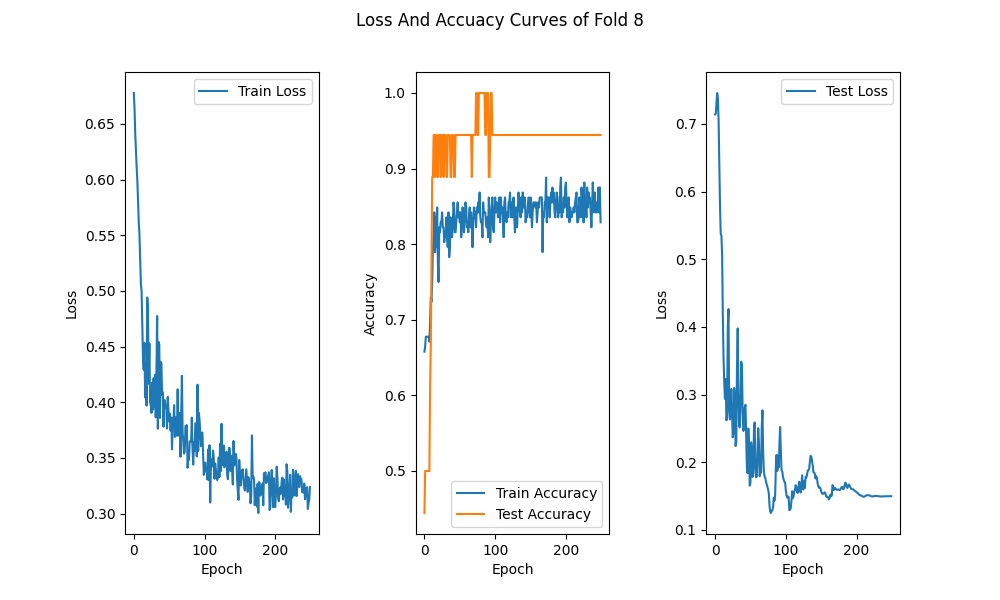 Loss And Accuacy Curves of Fold 8
Train Loss
0.65
0.60
0.55
0.50
0.45
0.40
0.35
0.30
Loss
0
100
200
Epoch
1.0
0.9
0.8
0.7
0.6
0.5
Accuracy
Train Accuracy
Test Accuracy
0
100
200
Epoch
Test Loss
0.7
0.6
0.5
0.4
0.3
0.2
0.1
Loss
0
100
200
Epoch